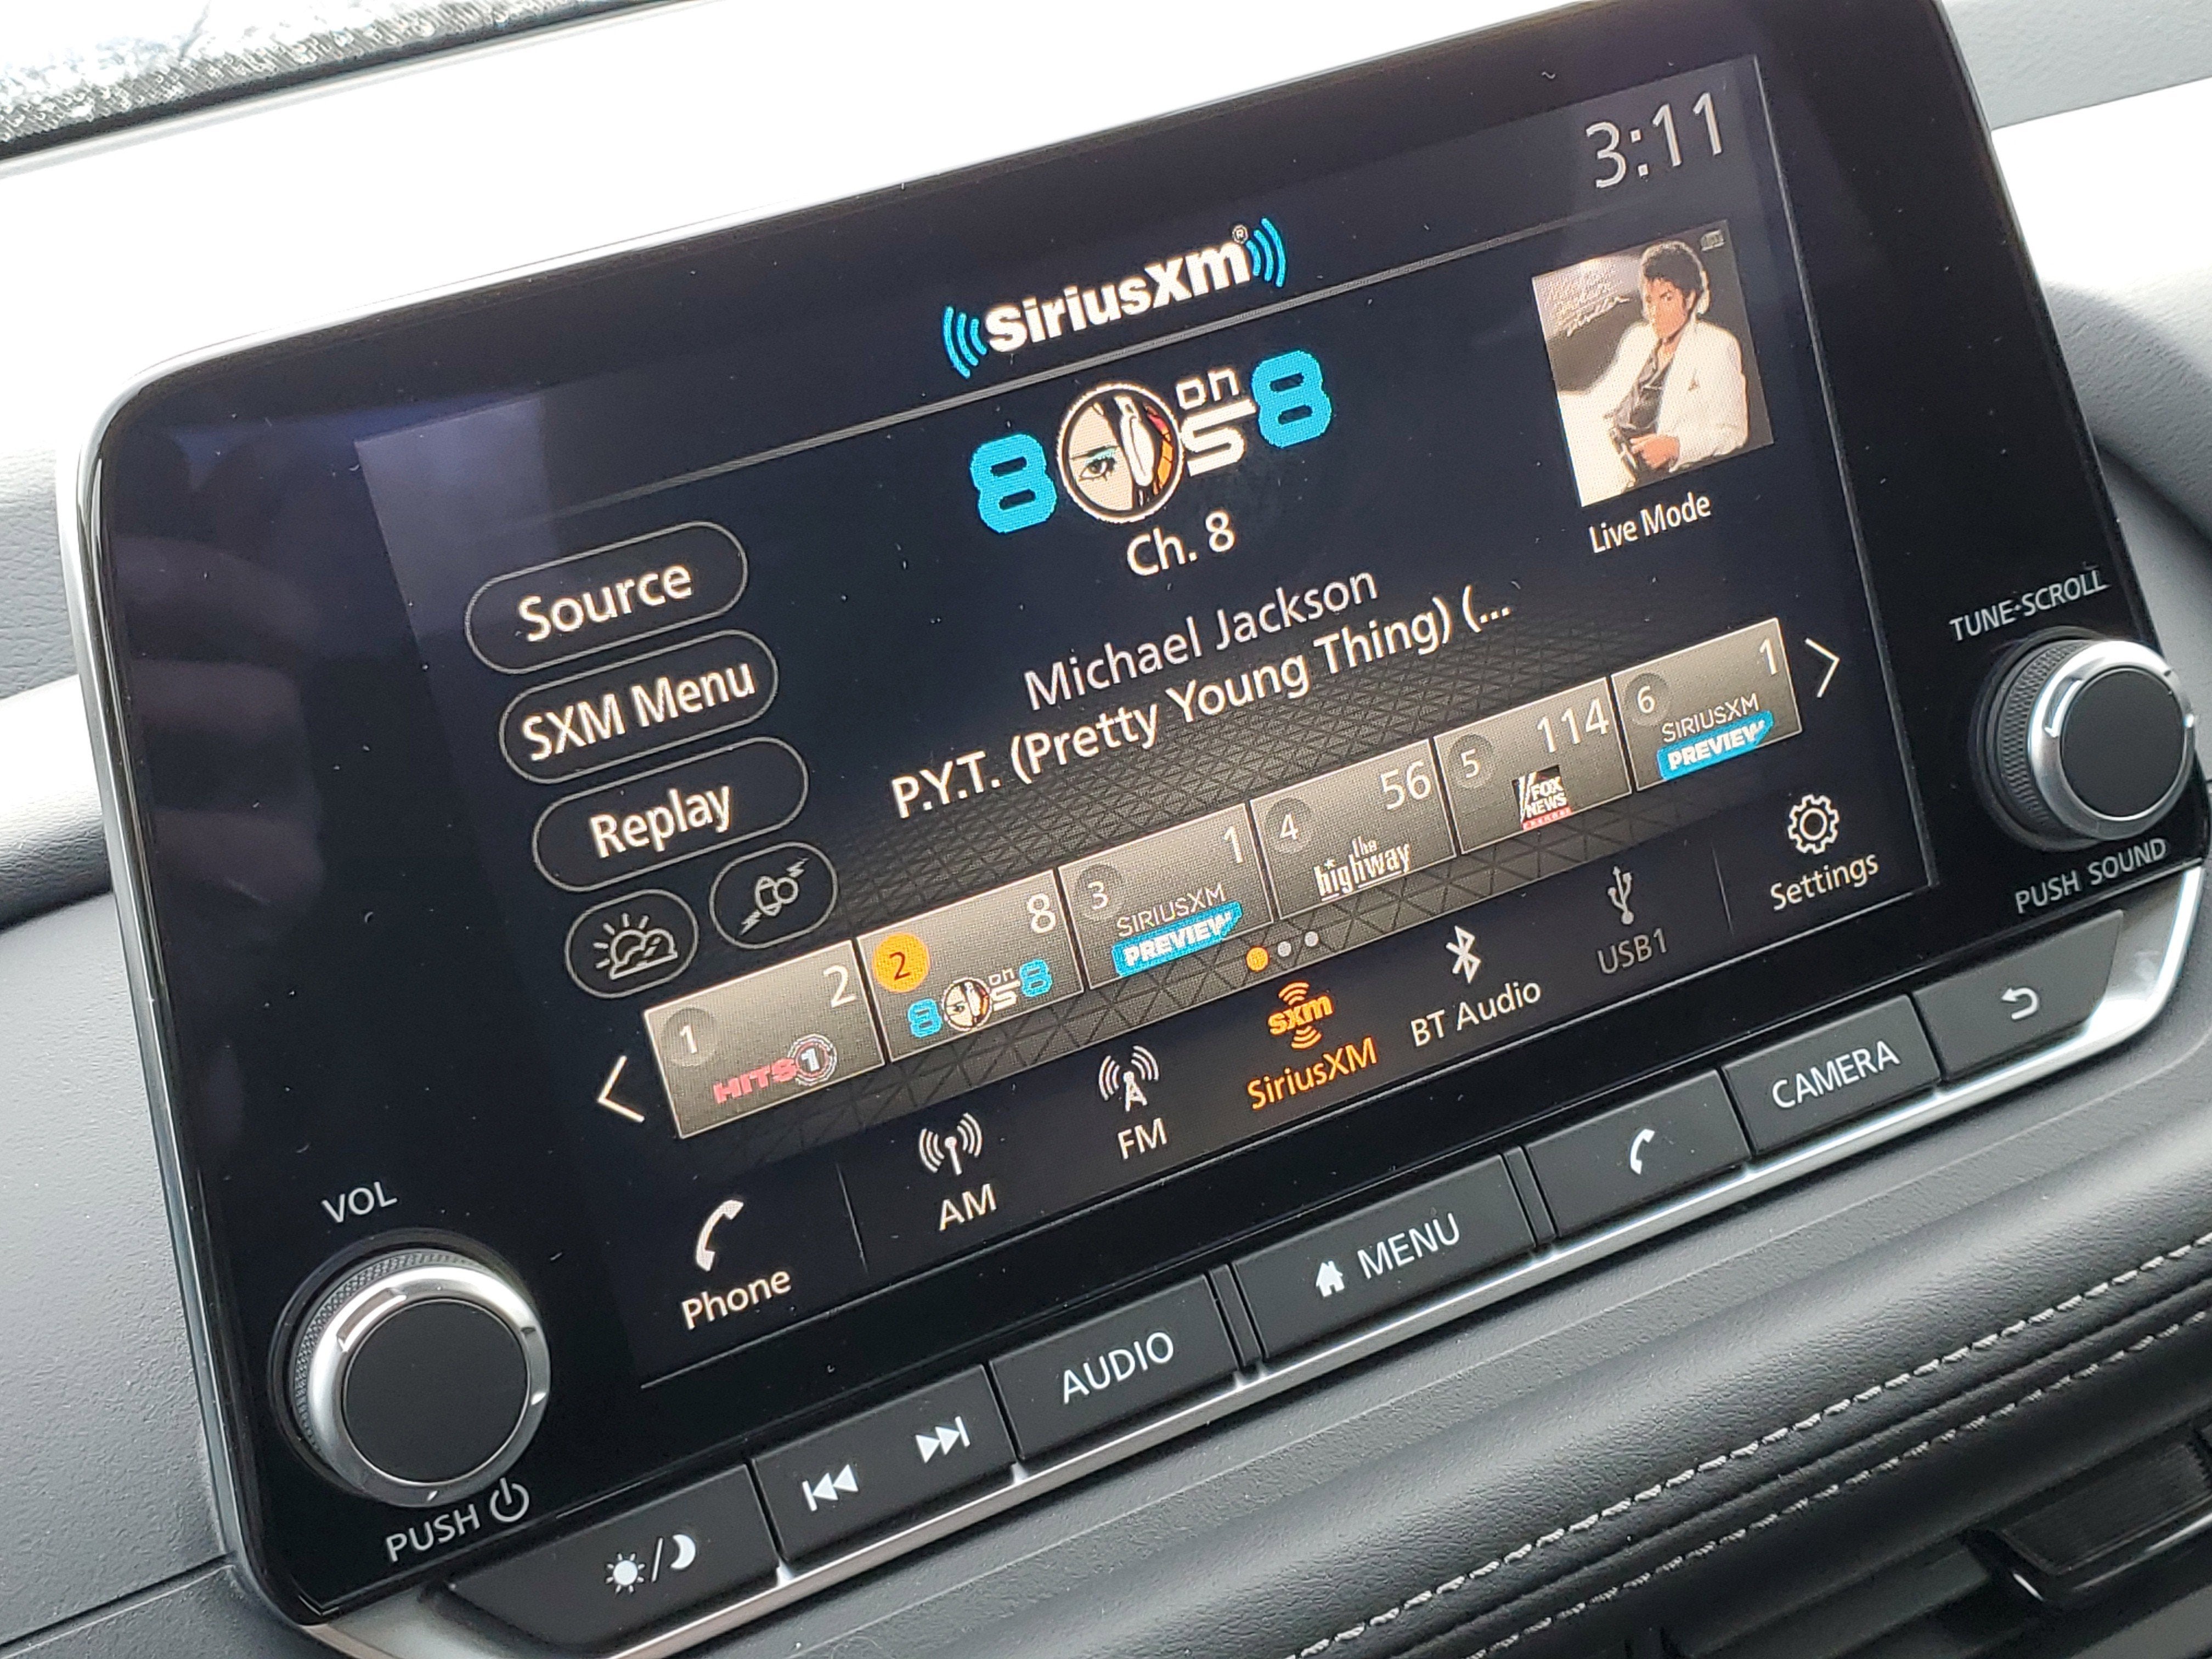 3:11
SiriusXm®
8 on 8
S
Ch. 8
Live Mode
Michael Jackson
P.Y.T. (Pretty Young Thing) (...
Source
SXM Menu
Replay
1 2
HITS 1
2 8
8 on 8
S
3 1
SIRIUSXM
PREVIEW
4 56
the
highway
5 114
FOX
NEWS
6 1
SIRIUSXM
PREVIEW
Phone
AM
FM
sxm
SiriusXM
BT Audio
USB1
Settings
VOL
PUSH
TUNE·SCROLL
PUSH SOUND
AUDIO
MENU
CAMERA